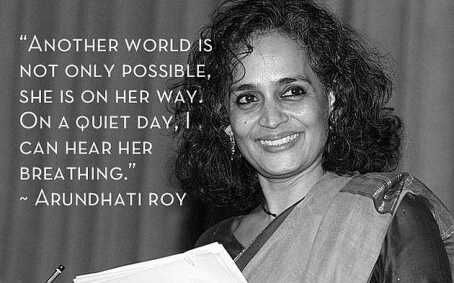 “Another world is
not only possible,
she is on her way.
On a quiet day, I
can hear her
breathing.”
~ Arundhati roy